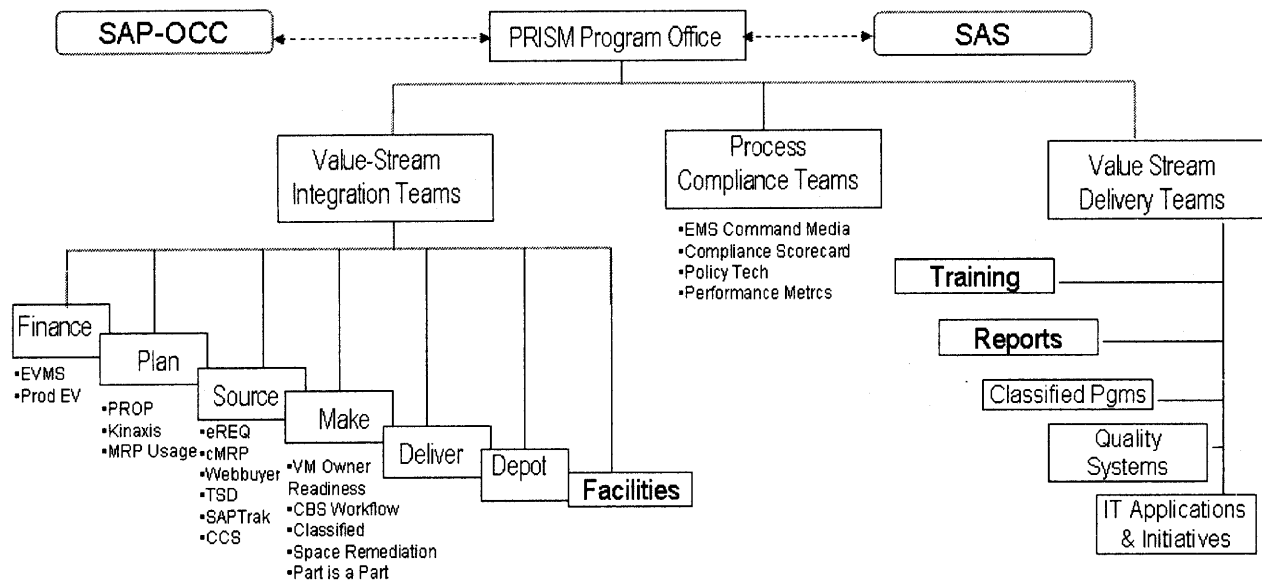 SAP-OCC
PRISM Program Office
SAS
Value-Stream
Integration Teams
Process
Compliance Teams
▪EMS Command Media
▪Compliance Scorecard
▪Policy Tech
▪Performance Metrcs
Value Stream
Delivery Teams
Finance
▪EVMS
▪Prod EV
Plan
▪PROP
▪Kinaxis
▪MRP Usage
Source
▪eREQ
▪cMRP
▪Webbuyer
▪TSD
▪SAPTrak
▪CCS
Make
▪VM Owner
Readiness
▪CBS Workflow
▪Classified
▪Space Remediation
▪Part is a Part
Deliver
Depot
Facilities
Training
Reports
Classified Pgms
Quality
Systems
IT Applications
& Initiatives